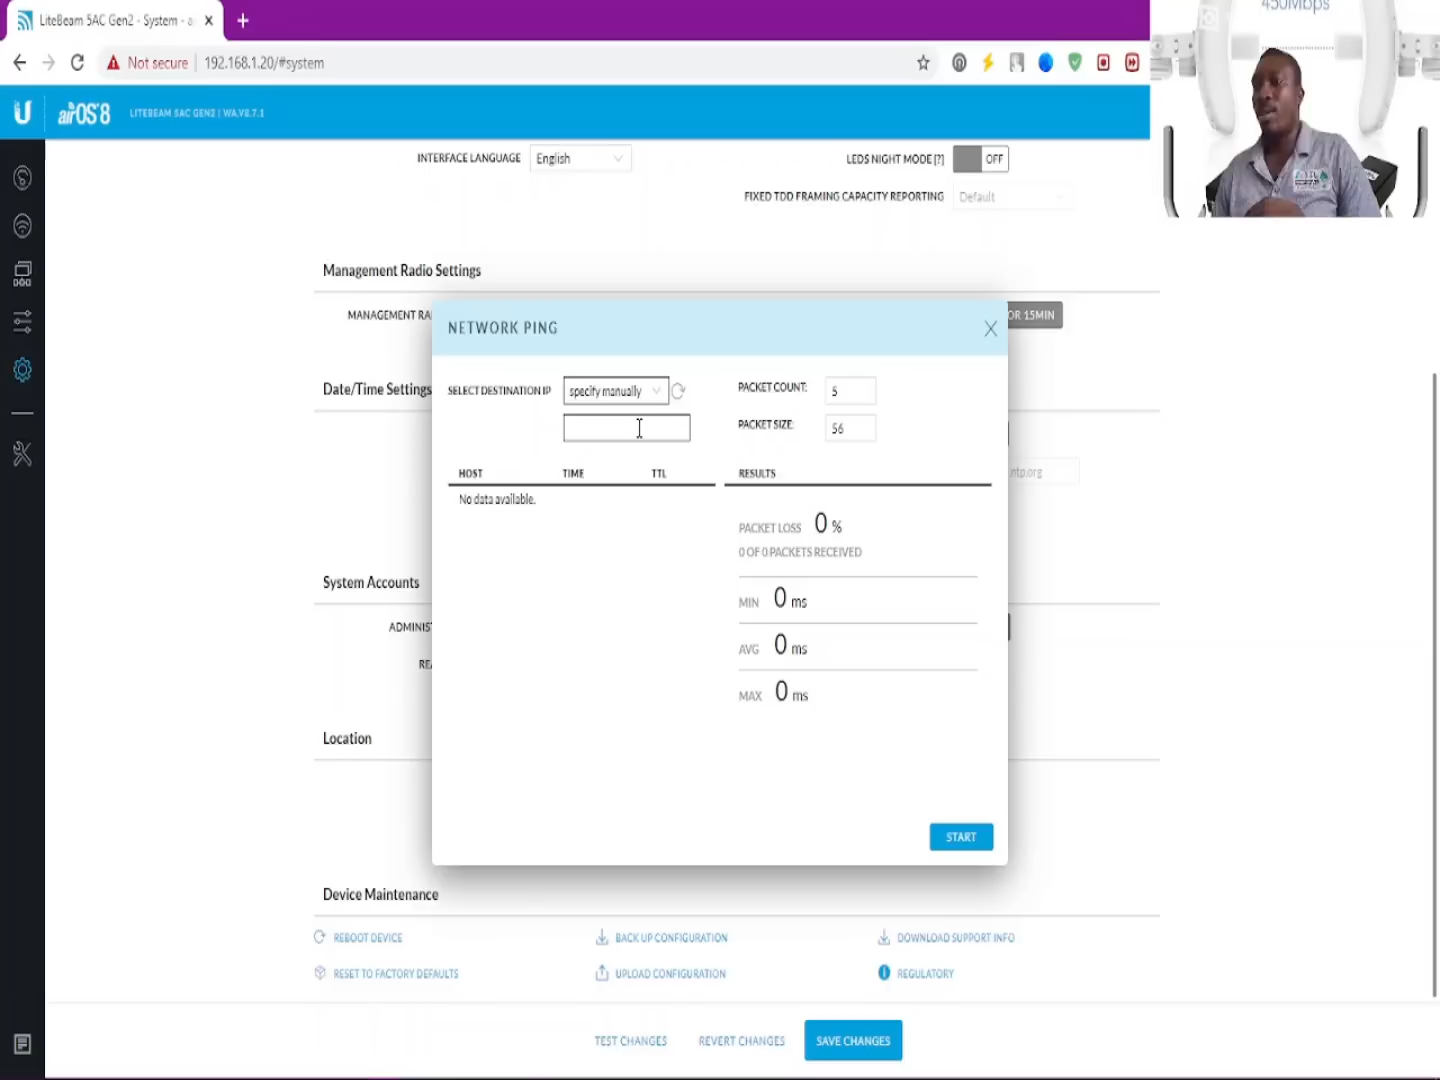 LiteBeam 5AC Gen2 - System - a
450Mbps
Not secure 192.168.1.20/#system
U airOS 8 LITEBEAM 5AC GEN2 | WA.V8.7.1
INTERFACE LANGUAGE English
LEDS NIGHT MODE [?] OFF
FIXED TDD FRAMING CAPACITY REPORTING Default
Management Radio Settings
MANAGEMENT RA
OR 15MIN
NETWORK PING
SELECT DESTINATION IP specify manually
PACKET COUNT: 5
PACKET SIZE: 56
Date/Time Settings
ntp.org
HOST TIME TTL
No data available.
RESULTS
PACKET LOSS 0 %
0 OF 0 PACKETS RECEIVED
MIN 0 ms
AVG 0 ms
MAX 0 ms
START
System Accounts
ADMINIS
REA
Location
Device Maintenance
REBOOT DEVICE
BACK UP CONFIGURATION
DOWNLOAD SUPPORT INFO
RESET TO FACTORY DEFAULTS
UPLOAD CONFIGURATION
REGULATORY
TEST CHANGES REVERT CHANGES SAVE CHANGES